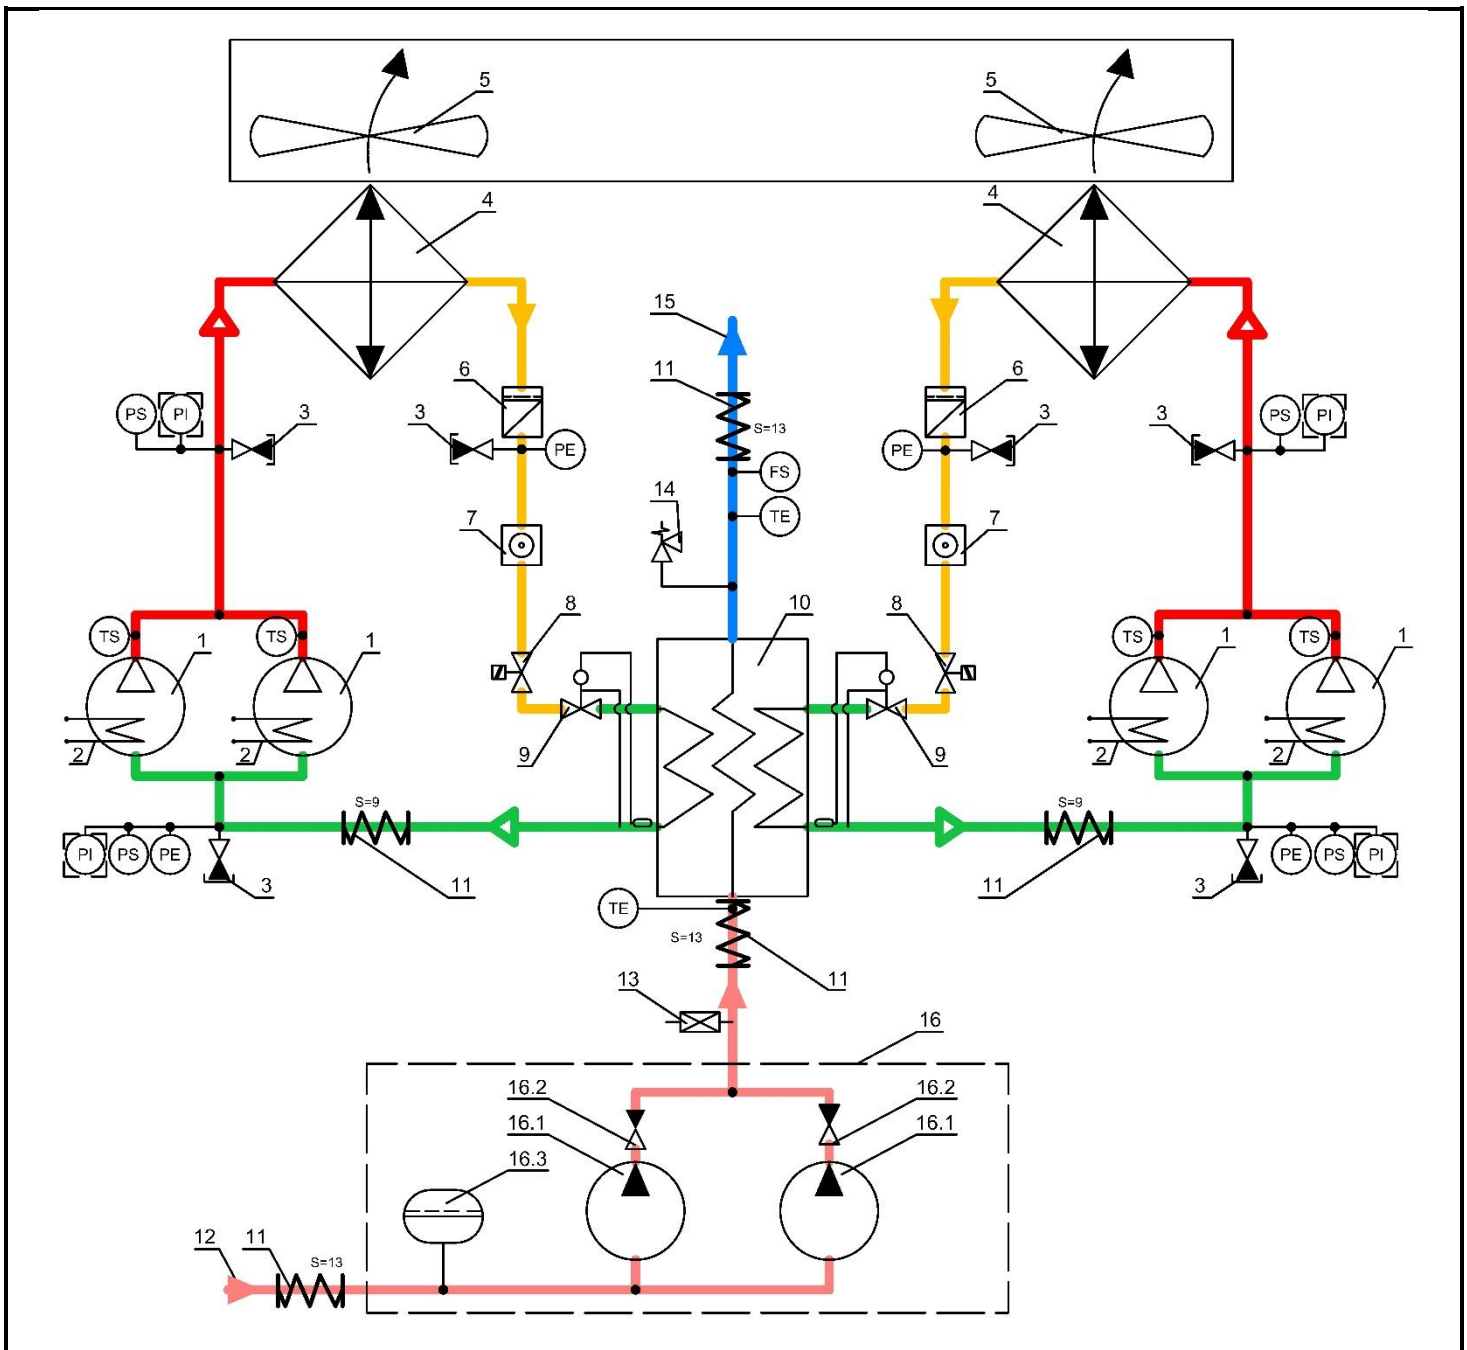 5 5
4 4
15
6 11 6
PS PI 3 3 S=13 3 3 PS PI
PE FS PE
14
7 TE 7
8 10 8
TS 1 TS 1 TS 1 TS 1
2 2 9 9 2 2
S=9 S=9
PI PS PE PE PS PI
3 11 11 3
TE
S=13
13 11
16
16.2 16.2
16.1 16.1
16.3
12 11 S=13